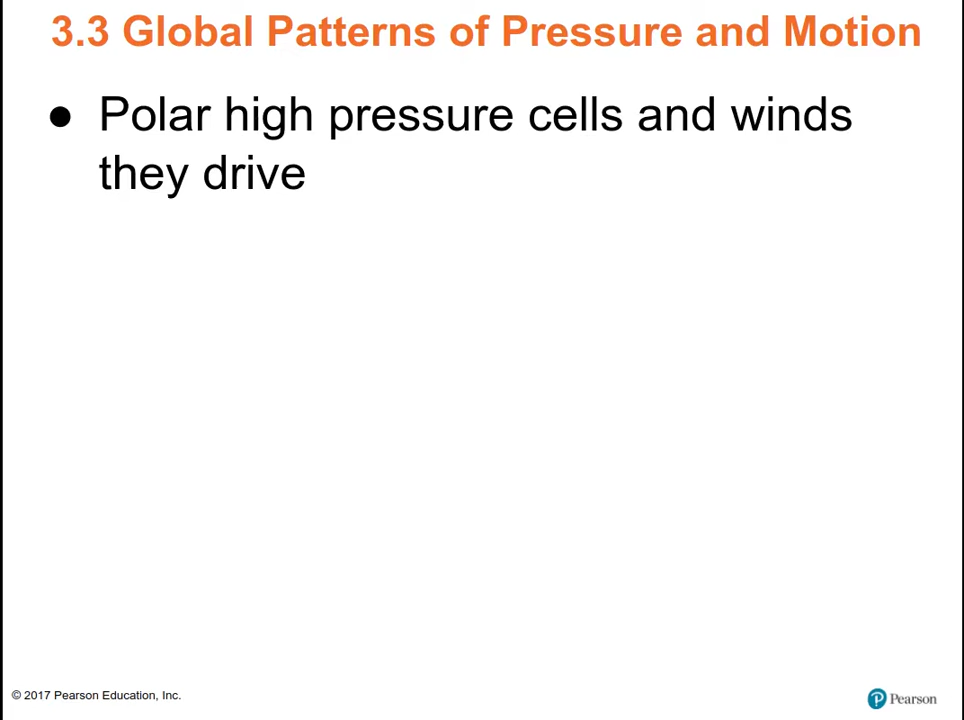 3.3 Global Patterns of Pressure and Motion
● Polar high pressure cells and winds
they drive
© 2017 Pearson Education, Inc.
P Pearson